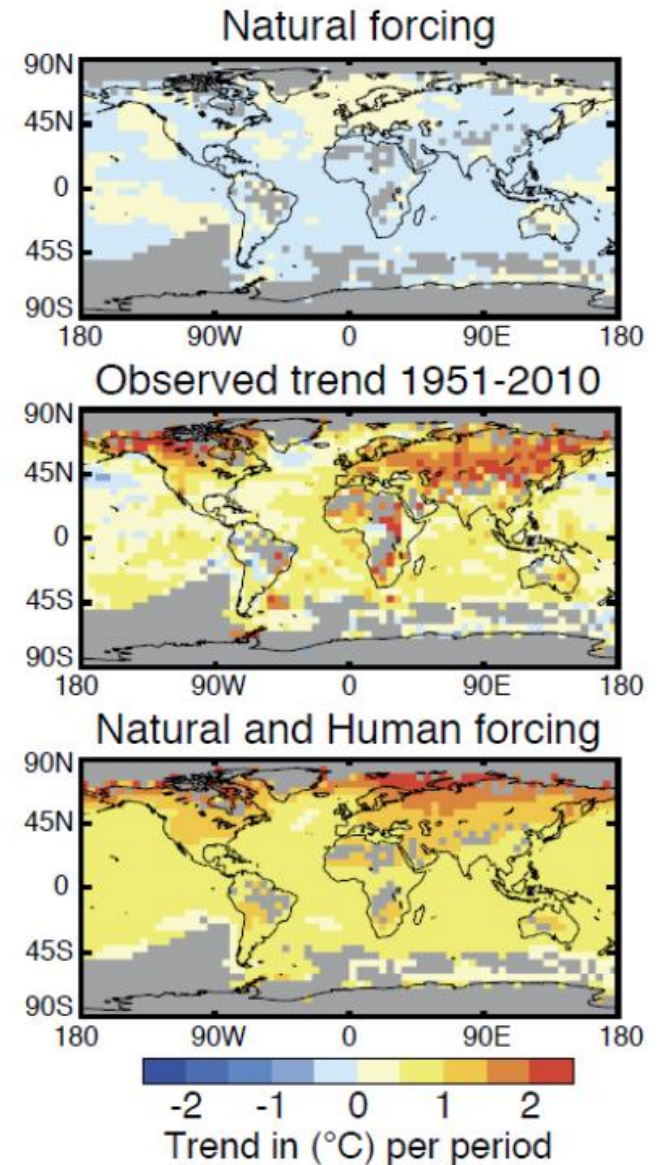 Natural forcing
90N
45N
0
45S
90S
180 90W 0 90E 180
Observed trend 1951-2010
90N
45N
0
45S
90S
180 90W 0 90E 180
Natural and Human forcing
90N
45N
0
45S
90S
180 90W 0 90E 180
-2 -1 0 1 2
Trend in (°C) per period